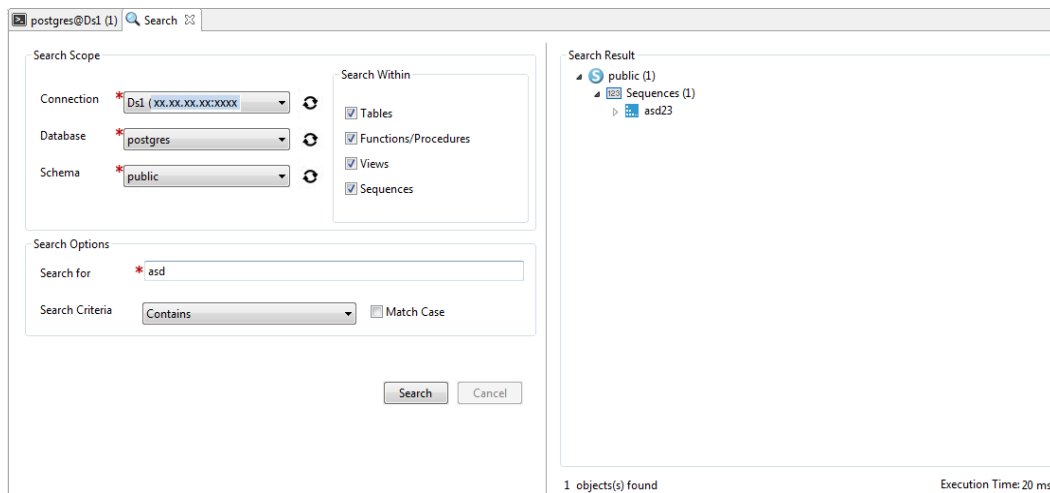 postgres@Ds1 (1) Search
Search Scope
Connection * Ds1 (xx.xx.xx.xx:xxxx
Database * postgres
Schema * public
Search Within
Tables
Functions/Procedures
Views
Sequences
Search Options
Search for * asd
Search Criteria Contains Match Case
Search Cancel
Search Result
S public (1)
123 Sequences (1)
asd23
1 objects(s) found Execution Time: 20 ms